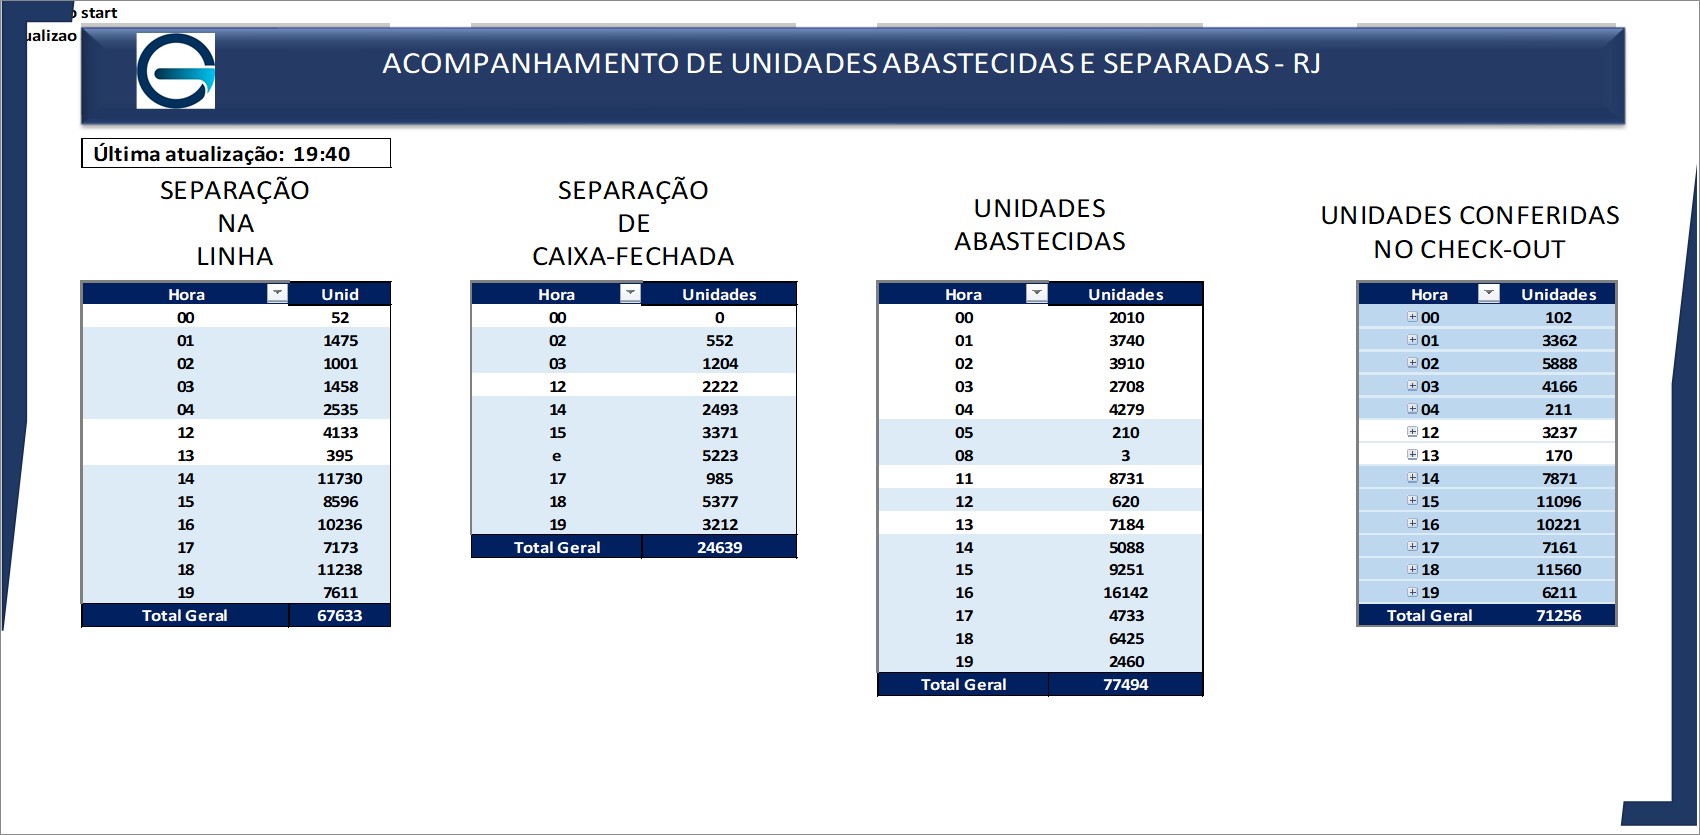 o start
ualizao
ACOMPANHAMENTO DE UNIDADES ABASTECIDAS E SEPARADAS - RJ
Última atualização: 19:40
SEPARAÇÃO
NA
LINHA
Hora Unid
00 52
01 1475
02 1001
03 1458
04 2535
12 4133
13 395
14 11730
15 8596
16 10236
17 7173
18 11238
19 7611
Total Geral 67633
SEPARAÇÃO
DE
CAIXA-FECHADA
Hora Unidades
00 0
02 552
03 1204
12 2222
14 2493
15 3371
e 5223
17 985
18 5377
19 3212
Total Geral 24639
UNIDADES
ABASTECIDAS
Hora Unidades
00 2010
01 3740
02 3910
03 2708
04 4279
05 210
08 3
11 8731
12 620
13 7184
14 5088
15 9251
16 16142
17 4733
18 6425
19 2460
Total Geral 77494
UNIDADES CONFERIDAS
NO CHECK-OUT
Hora Unidades
00 102
01 3362
02 5888
03 4166
04 211
12 3237
13 170
14 7871
15 11096
16 10221
17 7161
18 11560
19 6211
Total Geral 71256